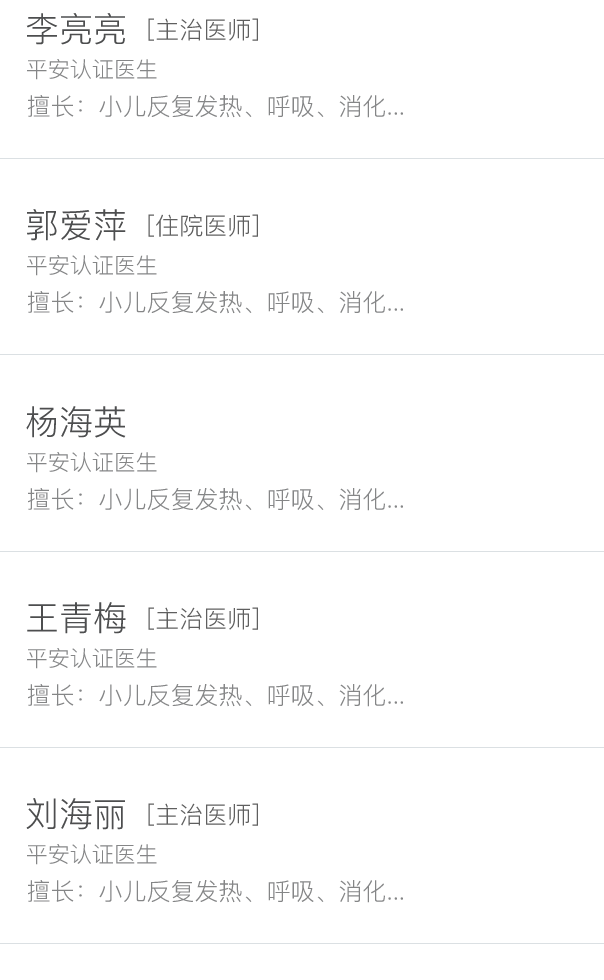 李亮亮 [主治医师]
平安认证医生
擅长：小儿反复发热、呼吸、消化...
郭爱萍 [住院医师]
平安认证医生
擅长：小儿反复发热、呼吸、消化...
杨海英
平安认证医生
擅长：小儿反复发热、呼吸、消化...
王青梅 [主治医师]
平安认证医生
擅长：小儿反复发热、呼吸、消化...
刘海丽 [主治医师]
平安认证医生
擅长：小儿反复发热、呼吸、消化...